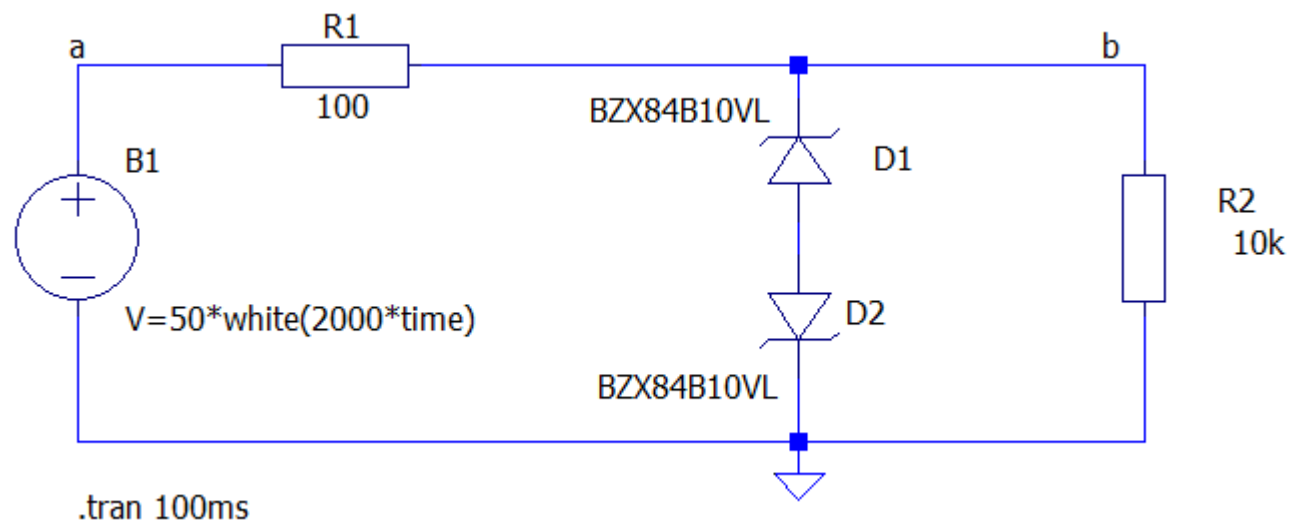 a
R1
b
100
BZX84B10VL
B1
D1
R2
10k
V=50*white(2000*time)
D2
BZX84B10VL
.tran 100ms